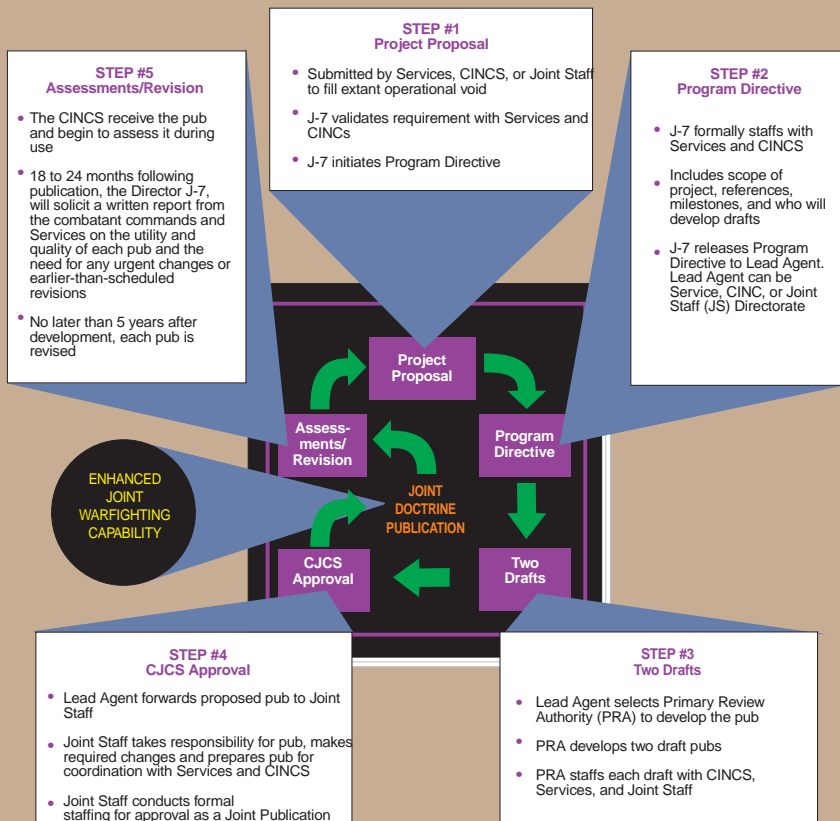 STEP #1
Project Proposal
• Submitted by Services, CINCS, or Joint Staff
to fill extant operational void
• J-7 validates requirement with Services and
CINCs
• J-7 initiates Program Directive
STEP #5
Assessments/Revision
• The CINCS receive the pub
and begin to assess it during
use
• 18 to 24 months following
publication, the Director J-7,
will solicit a written report from
the combatant commands and
Services on the utility and
quality of each pub and the
need for any urgent changes or
earlier-than-scheduled
revisions
• No later than 5 years after
development, each pub is
revised
STEP #2
Program Directive
• J-7 formally staffs with
Services and CINCS
• Includes scope of
project, references,
milestones, and who will
develop drafts
• J-7 releases Program
Directive to Lead Agent.
Lead Agent can be
Service, CINC, or Joint
Staff (JS) Directorate
Project
Proposal
Assess-
ments/
Revision
Program
Directive
ENHANCED
JOINT
WARFIGHTING
CAPABILITY
JOINT
DOCTRINE
PUBLICATION
CJCS
Approval
Two
Drafts
STEP #4
CJCS Approval
• Lead Agent forwards proposed pub to Joint
Staff
• Joint Staff takes responsibility for pub, makes
required changes and prepares pub for
coordination with Services and CINCS
• Joint Staff conducts formal
staffing for approval as a Joint Publication
STEP #3
Two Drafts
• Lead Agent selects Primary Review
Authority (PRA) to develop the pub
• PRA develops two draft pubs
• PRA staffs each draft with CINCS,
Services, and Joint Staff